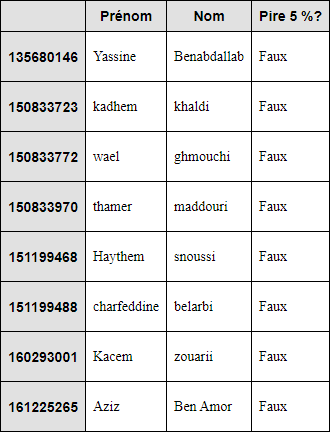 Prénom Nom Pire 5 %?
135680146 Yassine Benabdallab Faux
150833723 kadhem khaldi Faux
150833772 wael ghmouchi Faux
150833970 thamer maddouri Faux
151199468 Haythem snoussi Faux
151199488 charfeddine belarbi Faux
160293001 Kacem zouarii Faux
161225265 Aziz Ben Amor Faux